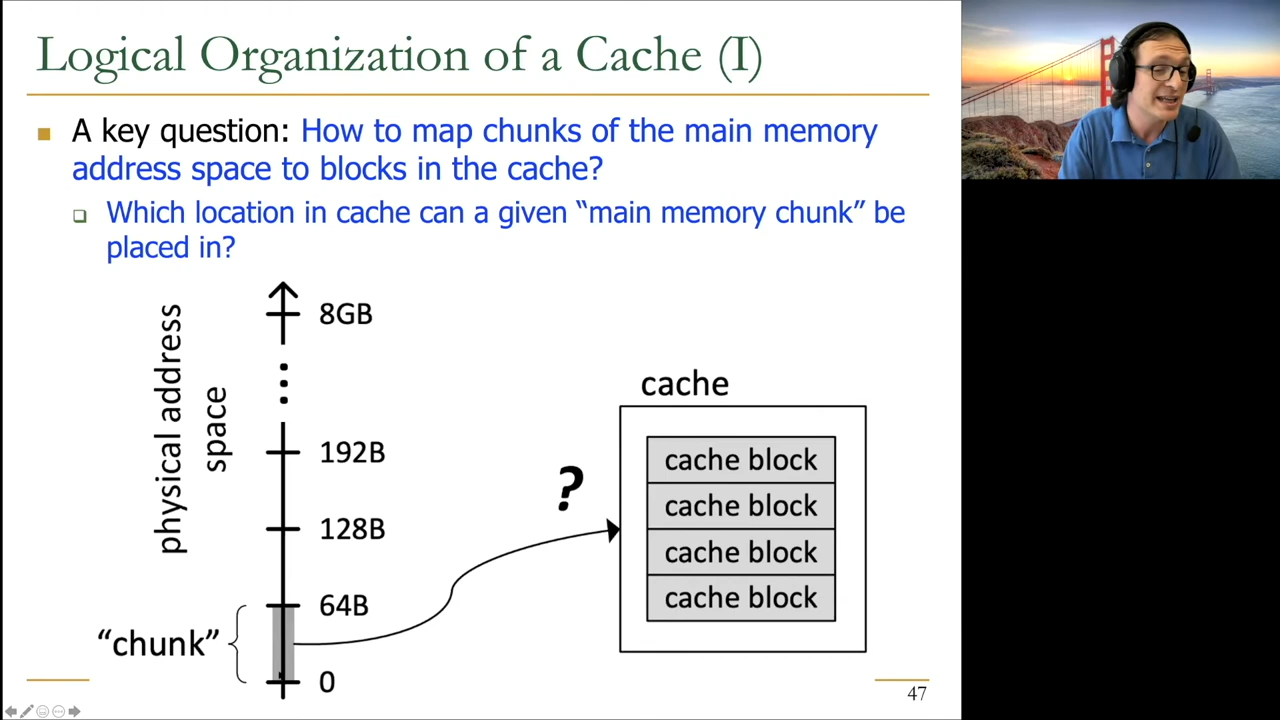 Logical Organization of a Cache (I)
A key question: How to map chunks of the main memory
address space to blocks in the cache?
Which location in cache can a given “main memory chunk” be
placed in?
physical address
space
8GB
192B
128B
64B
0
“chunk”
?
cache
cache block
cache block
cache block
cache block
47